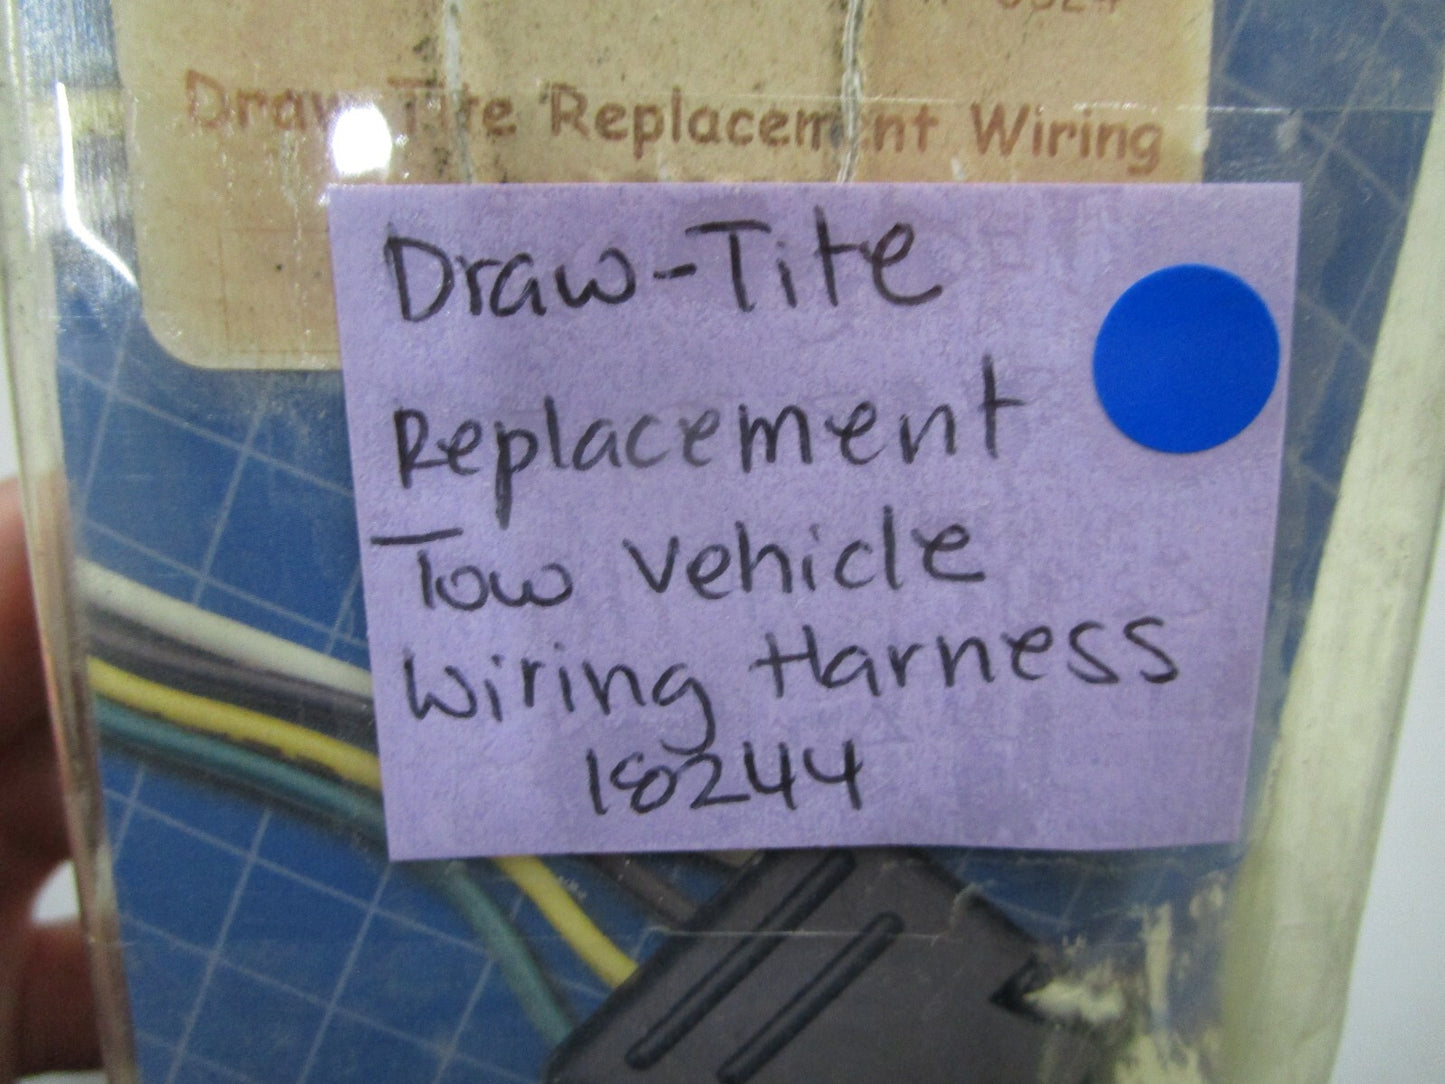 Draw-Tite Replacement Wiring
Draw-Tite
Replacement
Tow Vehicle
Wiring Harness
18244